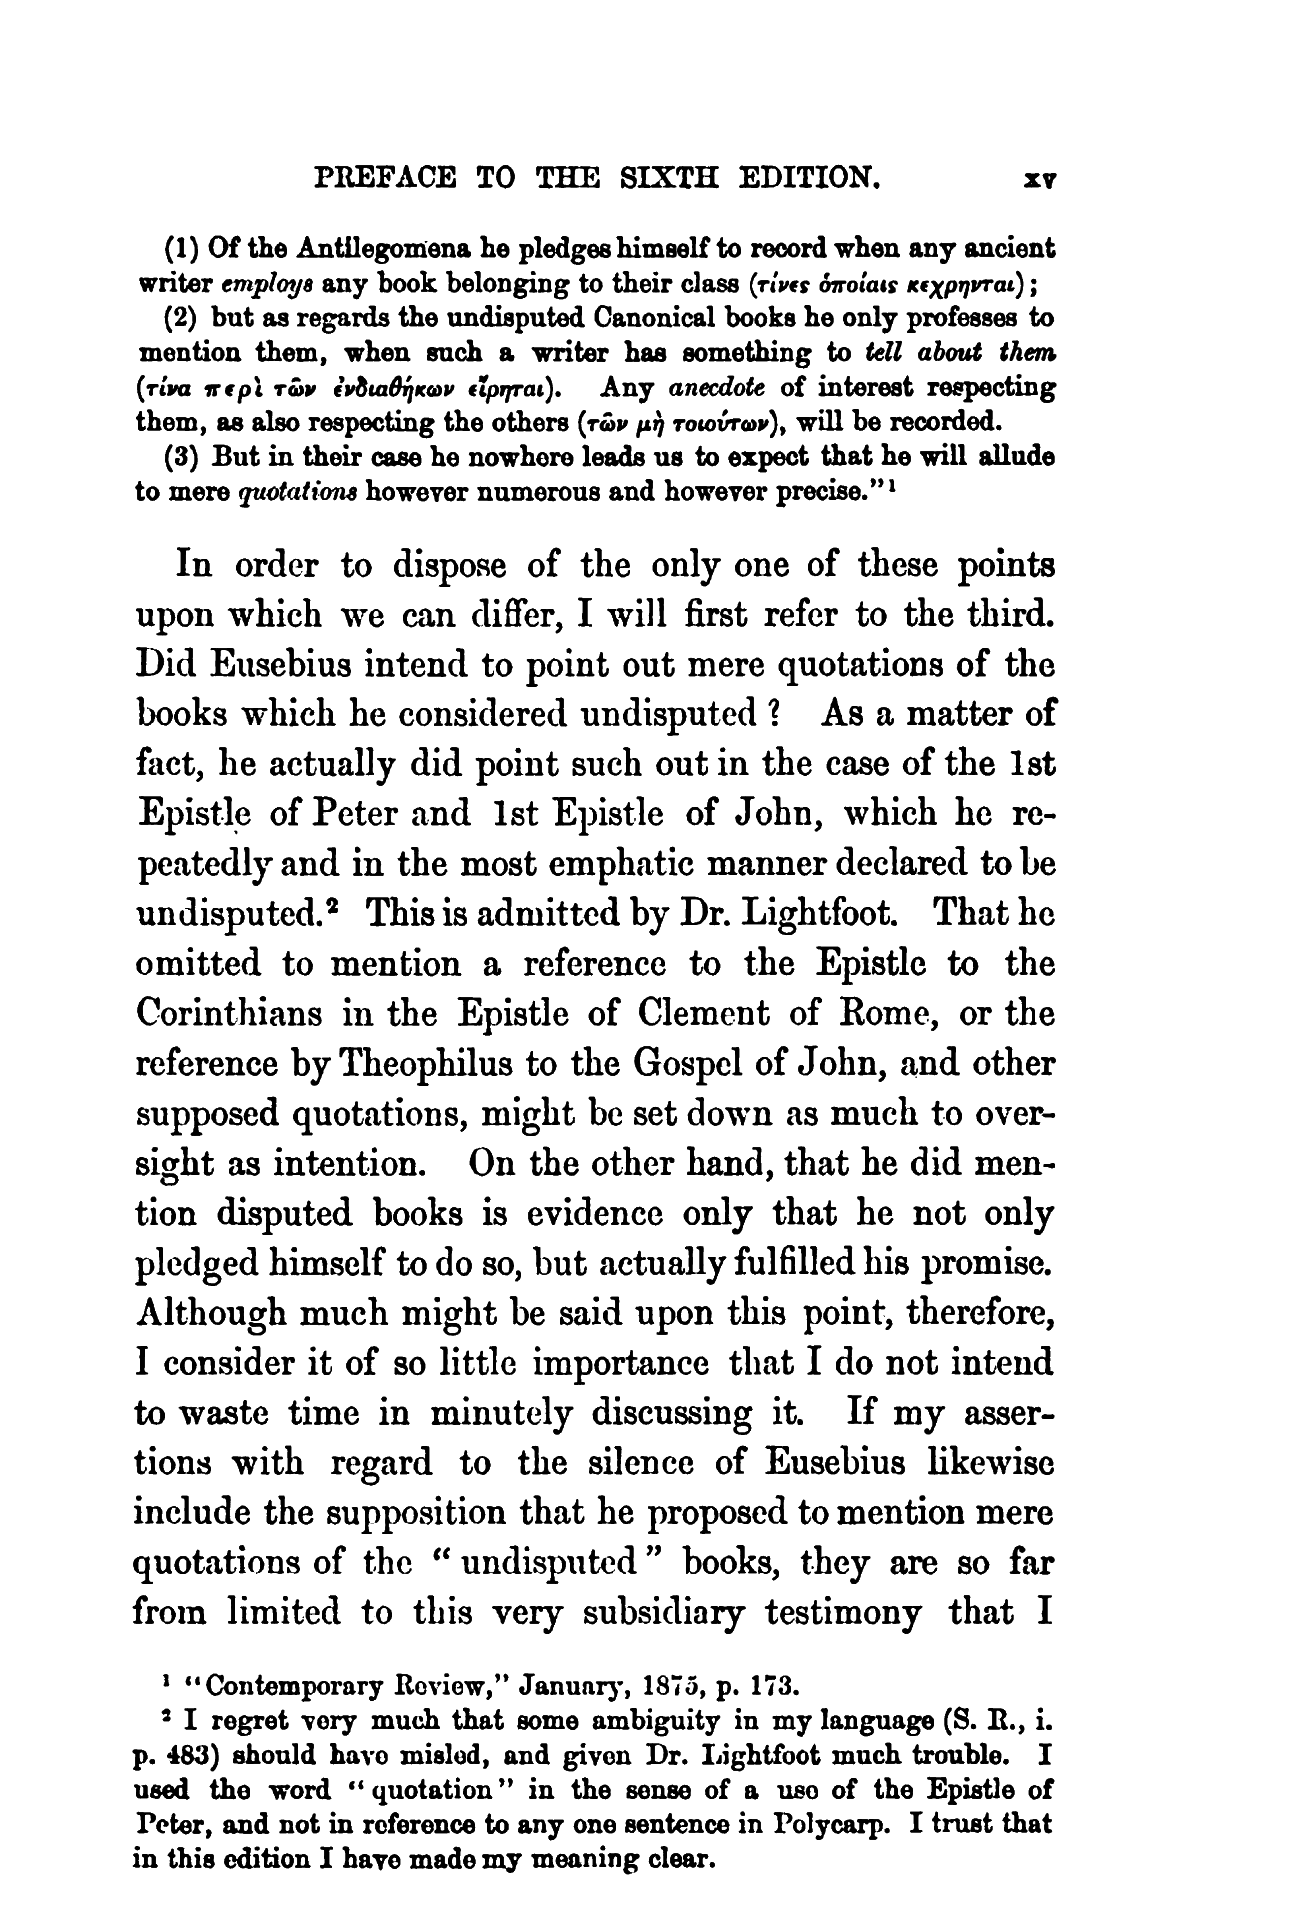 PREFACE TO THE SIXTH EDITION. xv
(1) Of the Antilegomena he pledges himself to record when any ancient
writer employs any book belonging to their class (τίνες ὁποίαις κεχρηνται);
(2) but as regards the undisputed Canonical books he only professes to
mention them, when such a writer has something to tell about them
(τίνα περὶ τῶν ἐνδιαθήκων εἴρηται). Any anecdote of interest respecting
them, as also respecting the others (τῶν μὴ τοιούτων), will be recorded.
(3) But in their case he nowhere leads us to expect that he will allude
to mere quotations however numerous and however precise."¹
In order to dispose of the only one of these points
upon which we can differ, I will first refer to the third.
Did Eusebius intend to point out mere quotations of the
books which he considered undisputed? As a matter of
fact, he actually did point such out in the case of the 1st
Epistle of Peter and 1st Epistle of John, which he re-
peatedly and in the most emphatic manner declared to be
undisputed.² This is admitted by Dr. Lightfoot. That he
omitted to mention a reference to the Epistle to the
Corinthians in the Epistle of Clement of Rome, or the
reference by Theophilus to the Gospel of John, and other
supposed quotations, might be set down as much to over-
sight as intention. On the other hand, that he did men-
tion disputed books is evidence only that he not only
pledged himself to do so, but actually fulfilled his promise.
Although much might be said upon this point, therefore,
I consider it of so little importance that I do not intend
to waste time in minutely discussing it. If my asser-
tions with regard to the silence of Eusebius likewise
include the supposition that he proposed to mention mere
quotations of the "undisputed" books, they are so far
from limited to this very subsidiary testimony that I
¹ "Contemporary Review," January, 1875, p. 173.
² I regret very much that some ambiguity in my language (S. R., i.
p. 483) should have misled, and given Dr. Lightfoot much trouble. I
used the word "quotation" in the sense of a use of the Epistle of
Peter, and not in reference to any one sentence in Polycarp. I trust that
in this edition I have made my meaning clear.